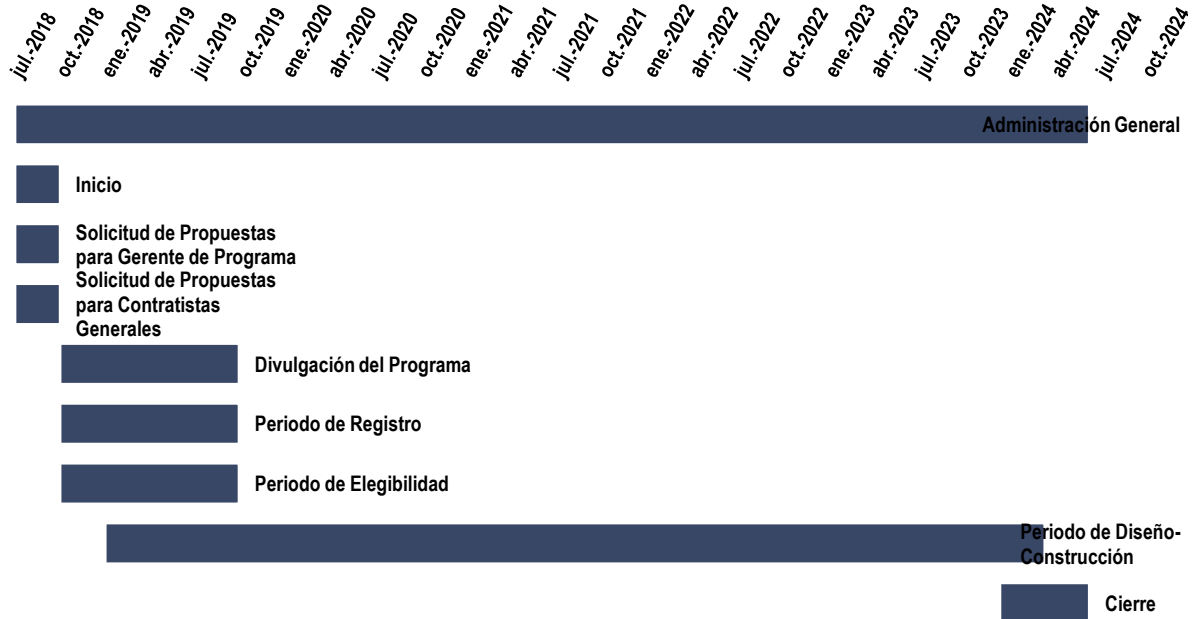 jul.-2018
oct.-2018
ene.-2019
abr.-2019
jul.-2019
oct.-2019
ene.-2020
abr.-2020
jul.-2020
oct.-2020
ene.-2021
abr.-2021
jul.-2021
oct.-2021
ene.-2022
abr.-2022
jul.-2022
oct.-2022
ene.-2023
abr.-2023
jul.-2023
oct.-2023
ene.-2024
abr.-2024
jul.-2024
oct.-2024
Administración General
Inicio
Solicitud de Propuestas
para Gerente de Programa
Solicitud de Propuestas
para Contratistas
Generales
Divulgación del Programa
Periodo de Registro
Periodo de Elegibilidad
Periodo de Diseño-
Construcción
Cierre